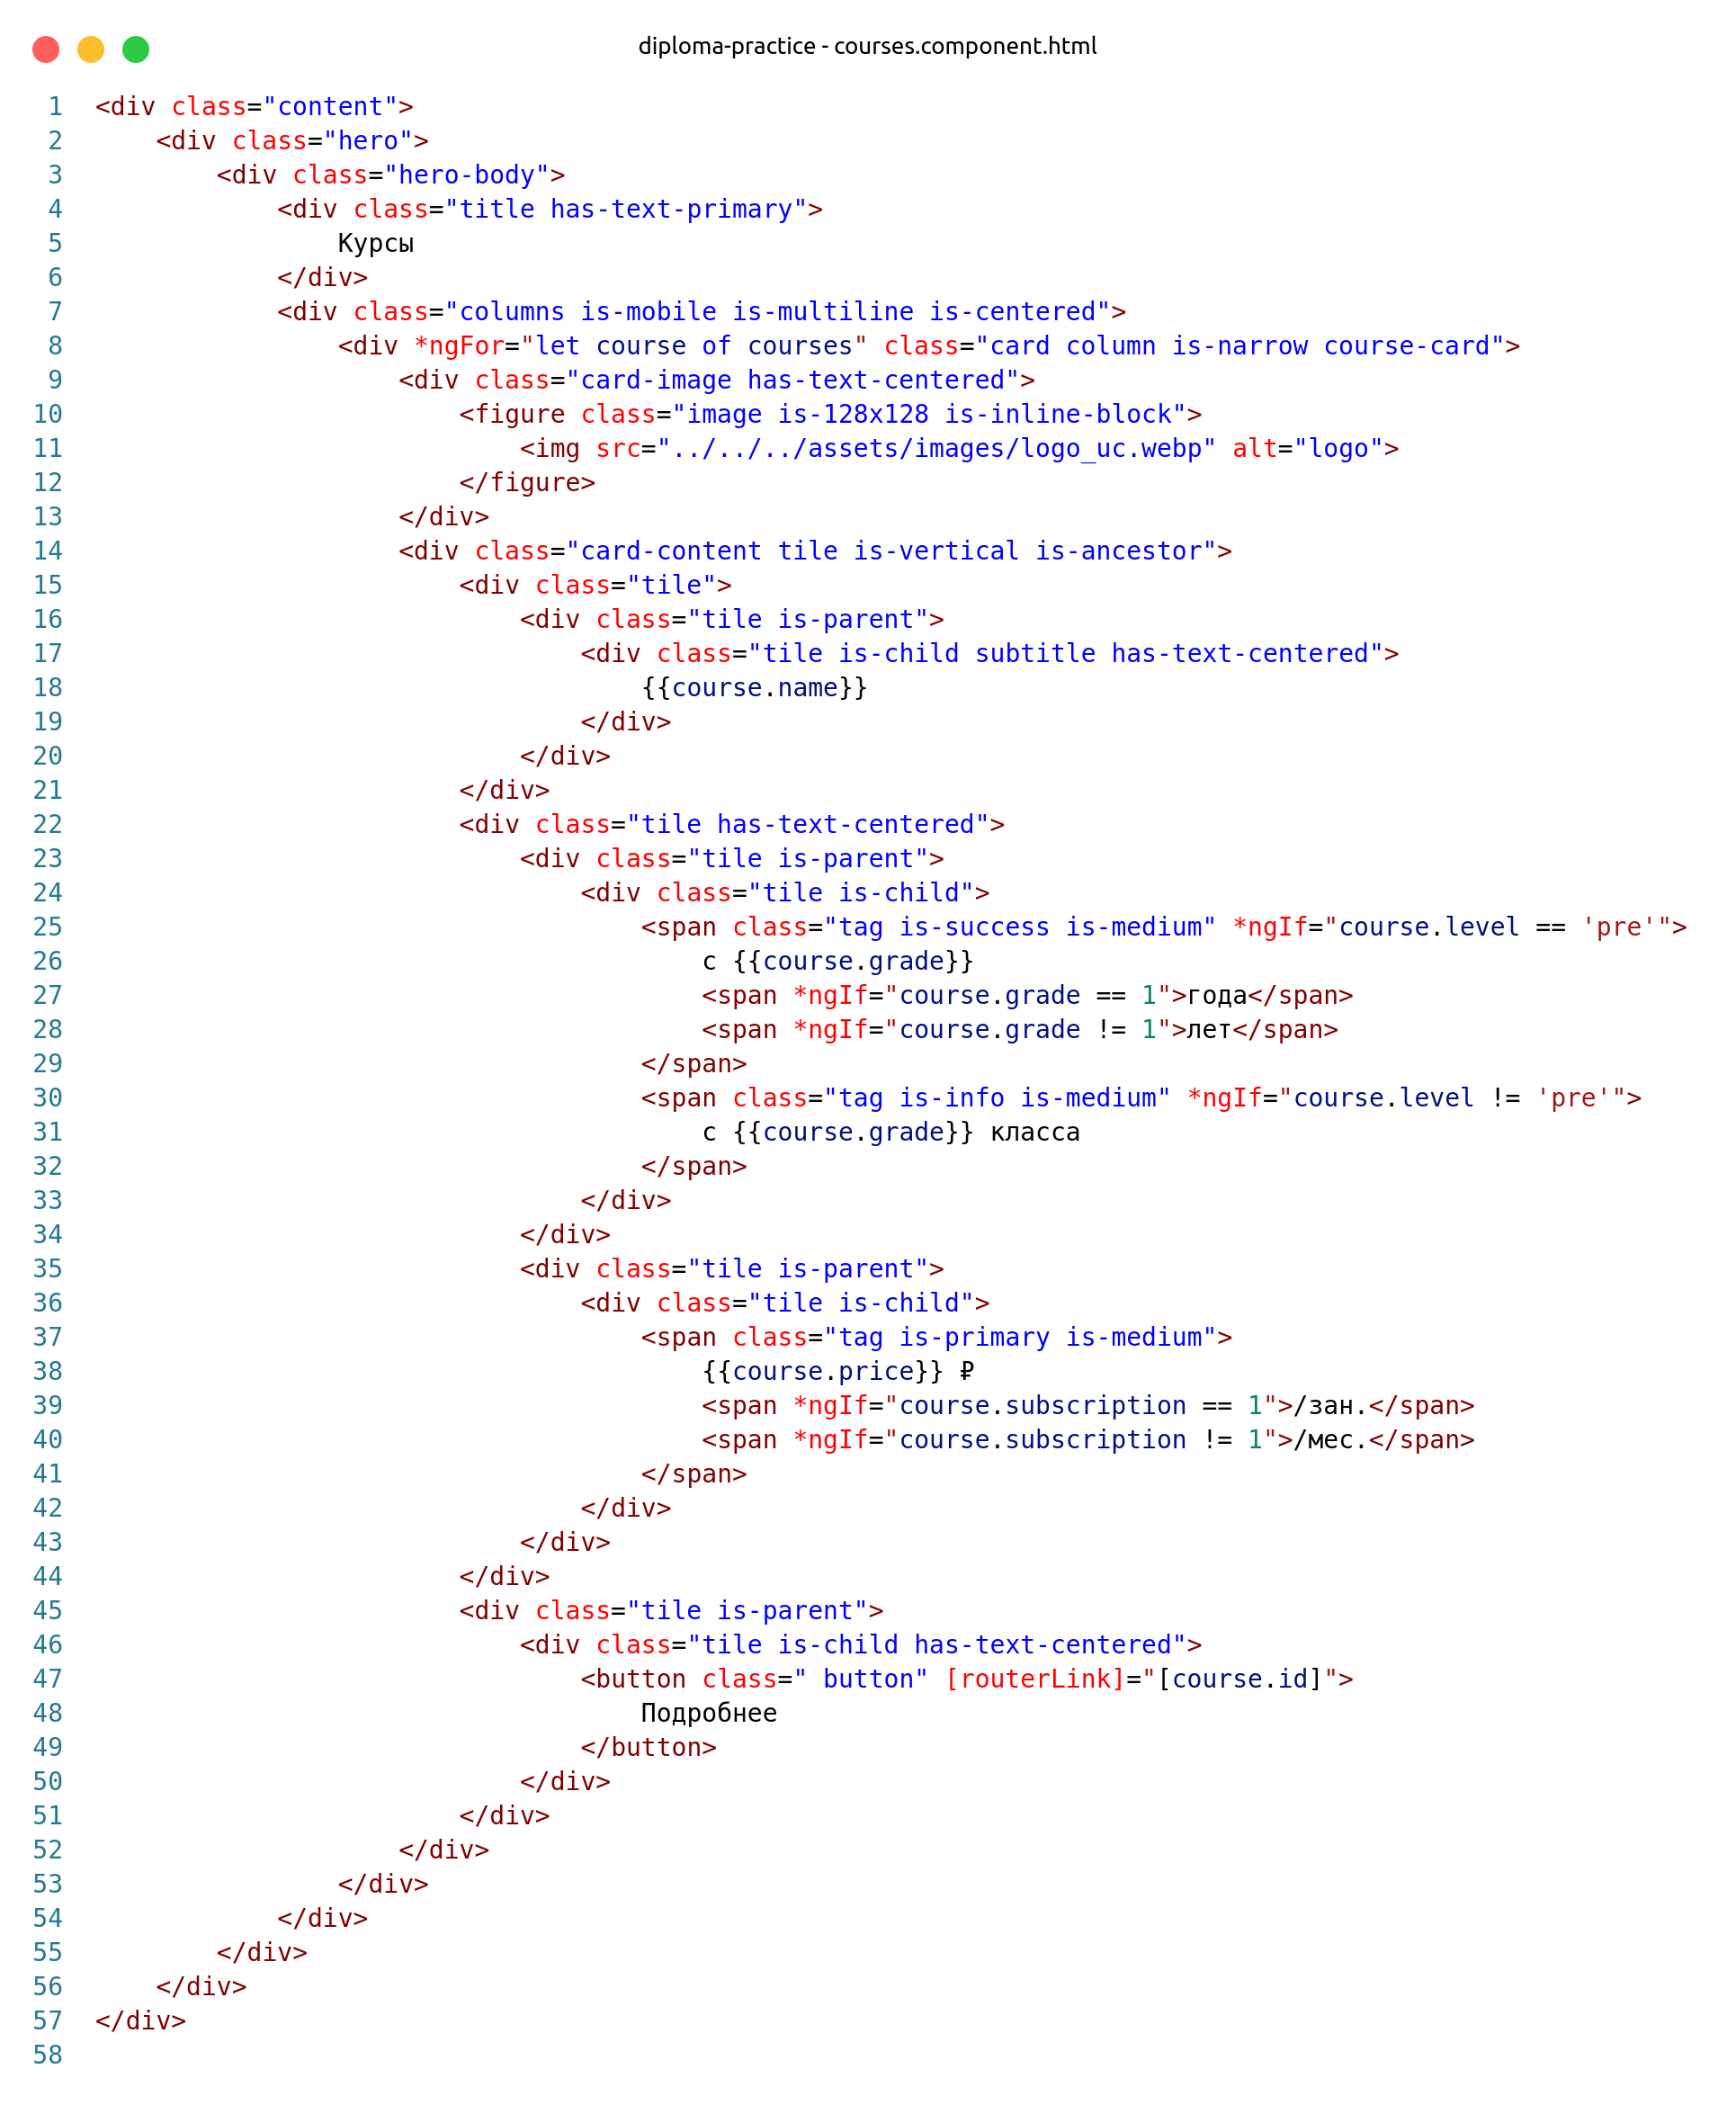 diploma-practice - courses.component.html
1 <div class="content">
2     <div class="hero">
3         <div class="hero-body">
4             <div class="title has-text-primary">
5                 Курсы
6             </div>
7             <div class="columns is-mobile is-multiline is-centered">
8                 <div *ngFor="let course of courses" class="card column is-narrow course-card">
9                     <div class="card-image has-text-centered">
10                         <figure class="image is-128x128 is-inline-block">
11                             <img src="../../../assets/images/logo_uc.webp" alt="logo">
12                         </figure>
13                     </div>
14                     <div class="card-content tile is-vertical is-ancestor">
15                         <div class="tile">
16                             <div class="tile is-parent">
17                                 <div class="tile is-child subtitle has-text-centered">
18                                     {{course.name}}
19                                 </div>
20                             </div>
21                         </div>
22                         <div class="tile has-text-centered">
23                             <div class="tile is-parent">
24                                 <div class="tile is-child">
25                                     <span class="tag is-success is-medium" *ngIf="course.level == 'pre'">
26                                         с {{course.grade}}
27                                         <span *ngIf="course.grade == 1">года</span>
28                                         <span *ngIf="course.grade != 1">лет</span>
29                                     </span>
30                                     <span class="tag is-info is-medium" *ngIf="course.level != 'pre'">
31                                         с {{course.grade}} класса
32                                     </span>
33                                 </div>
34                             </div>
35                             <div class="tile is-parent">
36                                 <div class="tile is-child">
37                                     <span class="tag is-primary is-medium">
38                                         {{course.price}} ₽
39                                         <span *ngIf="course.subscription == 1">/зан.</span>
40                                         <span *ngIf="course.subscription != 1">/мес.</span>
41                                     </span>
42                                 </div>
43                             </div>
44                         </div>
45                         <div class="tile is-parent">
46                             <div class="tile is-child has-text-centered">
47                                 <button class=" button" [routerLink]="[course.id]">
48                                     Подробнее
49                                 </button>
50                             </div>
51                         </div>
52                     </div>
53                 </div>
54             </div>
55         </div>
56     </div>
57 </div>
58